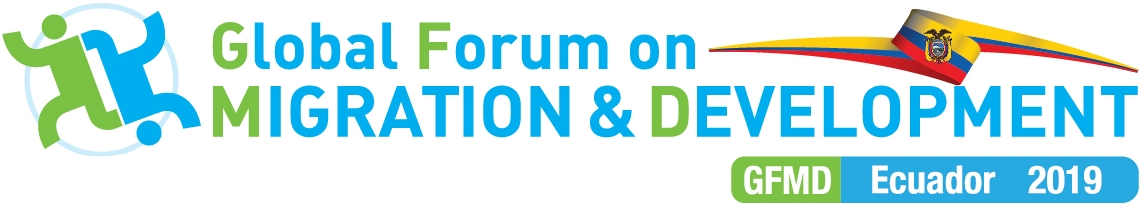 Global Forum on
MIGRATION & DEVELOPMENT
GFMD Ecuador 2019